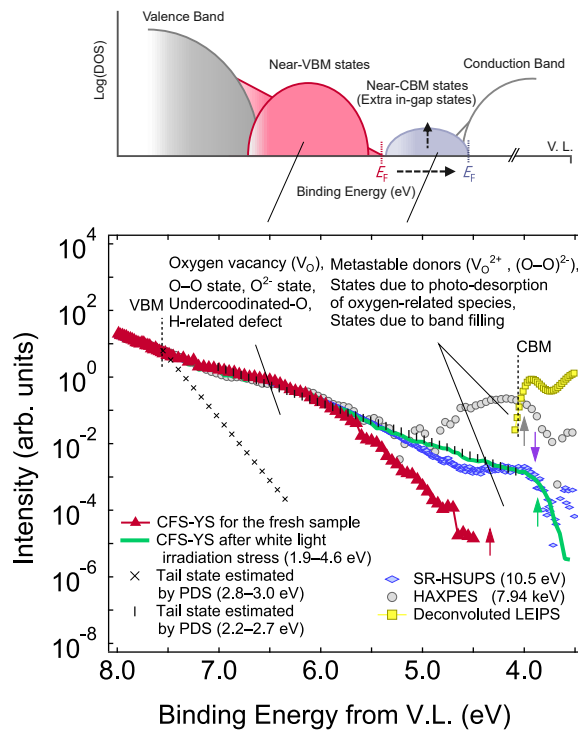 Valence Band
Near-VBM states
Near-CBM states
(Extra in-gap states)
Conduction Band
Log(DOS)
V. L.
E_F
E_F
Binding Energy (eV)
Oxygen vacancy (V_O),
O–O state, O^2- state,
Undercoodinated-O,
H-related defect
Metastable donors (V_O^2+ , (O–O)^2-),
States due to photo-desorption
of oxygen-related species,
States due to band filling
VBM
CBM
10^4
10^2
10^0
10^-2
10^-4
10^-6
10^-8
Intensity (arb. units)
CFS-YS for the fresh sample
CFS-YS after white light
irradiation stress (1.9–4.6 eV)
Tail state estimated
by PDS (2.8–3.0 eV)
Tail state estimated
by PDS (2.2–2.7 eV)
SR-HSUPS (10.5 eV)
HAXPES (7.94 keV)
Deconvoluted LEIPS
8.0 7.0 6.0 5.0 4.0
Binding Energy from V.L. (eV)